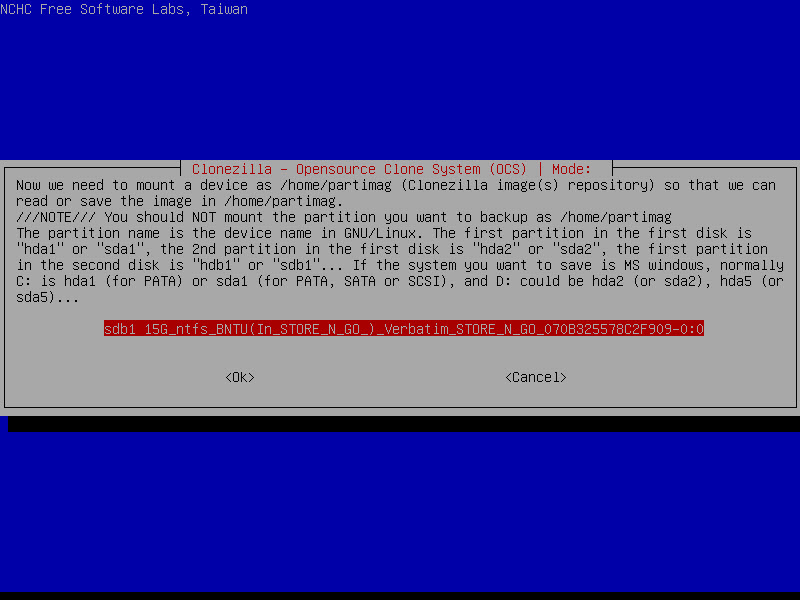 NCHC Free Software Labs, Taiwan
Clonezilla - Opensource Clone System (OCS) | Mode:
Now we need to mount a device as /home/partimag (Clonezilla image(s) repository) so that we can
read or save the image in /home/partimag.
///NOTE/// You should NOT mount the partition you want to backup as /home/partimag
The partition name is the device name in GNU/Linux. The first partition in the first disk is
"hda1" or "sda1", the 2nd partition in the first disk is "hda2" or "sda2", the first partition
in the second disk is "hdb1" or "sdb1"... If the system you want to save is MS windows, normally
C: is hda1 (for PATA) or sda1 (for PATA, SATA or SCSI), and D: could be hda2 (or sda2), hda5 (or
sda5)...
sdb1 15G_ntfs_BNTU(In_STORE_N_GO_)_Verbatim_STORE_N_GO_070B325578C2F909-0:0
<Ok> <Cancel>